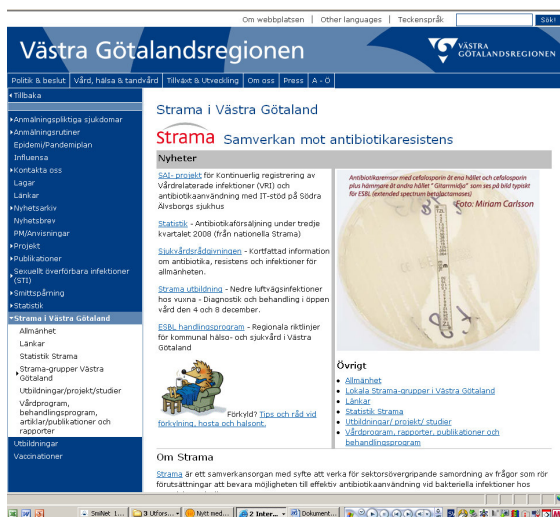 Om webbplatsen | Other languages | Teckenspråk
Sök!
Västra Götalandsregionen
VÄSTRA
GÖTALANDSREGIONEN
Politik & beslut
Vård, hälsa & tandvård
Tillväxt & Utveckling
Om oss
Press
A - Ö
Tillbaka
Anmälningspliktiga sjukdomar
Anmälningsrutiner
Epidemi/Pandemiplan
Influensa
Kontakta oss
Lagar
Länkar
Nyhetsarkiv
Nyhetsbrev
PM/Anvisningar
Projekt
Publikationer
Sexuellt överförbara infektioner
(STI)
Smittspårning
Statistik
Strama i Västra Götaland
Allmänhet
Länkar
Statistik Strama
Strama-grupper Västra
Götaland
Utbildningar/projekt/studier
Vårdprogram,
behandlingsprogram,
artiklar/publikationer och
rapporter
Utbildningar
Vaccinationer
Strama i Västra Götaland
Strama Samverkan mot antibiotikaresistens
Nyheter
SAI- projekt för Kontinuerlig registrering av
Vårdrelaterade infektioner (VRI) och
antibiotikaanvändning med IT-stöd på Södra
Älvsborgs sjukhus
Statistik - Antibiotikaförsäljning under tredje
kvartalet 2008 (från nationella Strama)
Sjukvårdsrådgivningen - Kortfattad information
om antibiotika, resistens och infektioner för
allmänheten.
Strama utbildning - Nedre luftvägsinfektioner
hos vuxna - Diagnostik och behandling i öppen
vård den 4 och 8 december.
ESBL handlingsprogram - Regionala riktlinjer
för kommunal hälso- och sjukvård i Västra
Götaland
Förkyld? Tips och råd vid
förkylning, hosta och halsont.
Antibiotikaremsor med cefalosporin åt ena hållet och cefalosporin
plus hämmare åt andra hållet "Gitarrmidja" som ses på bild typiskt
för ESBL (extended spectrum betalactamoses)
Foto: Miriam Carlsson
Övrigt
Allmänhet
Lokala Strama-grupper i Västra Götaland
Länkar
Statistik Strama
Utbildningar/ projekt/ studier
Vårdprogram, rapporter, publikationer och
behandlingsprogram
Om Strama
Strama är ett samverkansorgan med syfte att verka för sektorsövergripande samordning av frågor som rör
förutsättningar att bevara möjligheten till effektiv antibiotikaanvändning vid bakteriella infektioner hos
SmiNet 1...
3 Utfors...
Nytt med...
2 Inter...
Dokument...